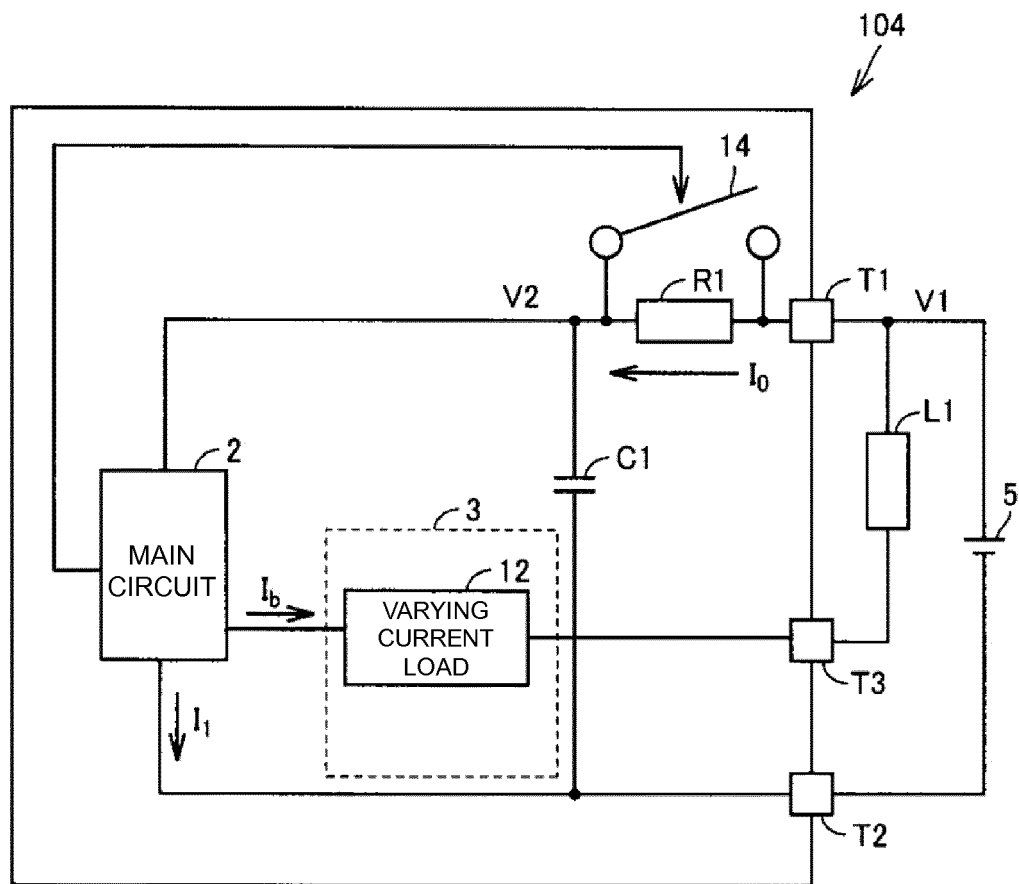 104
14
R1
T1
V2
V1
I₀
L1
2
C1
5
3
MAIN
CIRCUIT
12
I_b
VARYING
CURRENT
LOAD
T3
I₁
T2